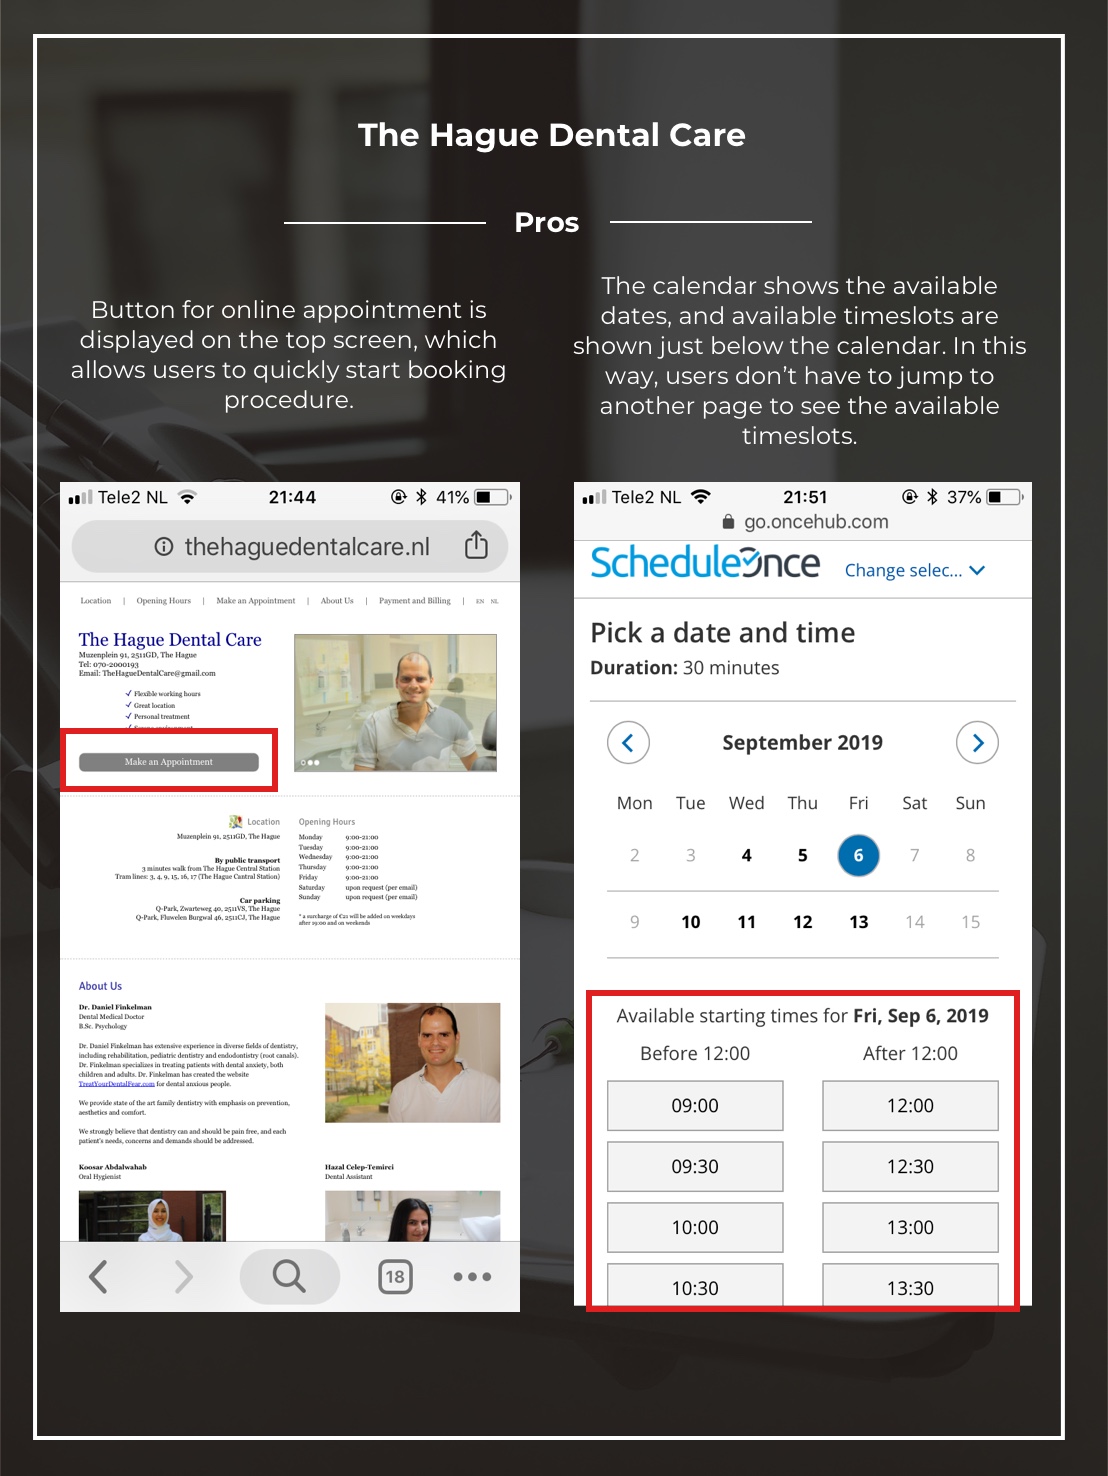 The Hague Dental Care
Pros
Button for online appointment is
displayed on the top screen, which
allows users to quickly start booking
procedure.
The calendar shows the available
dates, and available timeslots are
shown just below the calendar. In this
way, users don't have to jump to
another page to see the available
timeslots.
Tele2 NL 21:44 41%
thehaguedentalcare.nl
Location | Opening Hours | Make an Appointment | About Us | Payment and Billing | EN NL
The Hague Dental Care
Muzenplein 91, 2511GD, The Hague
Tel: 070-2000193
Email: TheHagueDentalCare@gmail.com
✓ Flexible working hours
✓ Great location
✓ Personal treatment
Make an Appointment
Location
Muzenplein 91, 2511GD, The Hague
By public transport
3 minutes walk from The Hague Central Station
Tram lines: 3, 4, 9, 15, 16, 17 (The Hague Cantral Station)
Car parking
Q-Park, Zwarteweg 40, 2511VS, The Hague
Q-Park, Fluwelen Burgwal 46, 2511CJ, The Hague
Opening Hours
Monday 9:00-21:00
Tuesday 9:00-21:00
Wednesday 9:00-21:00
Thursday 9:00-21:00
Friday 9:00-21:00
Saturday upon request (per email)
Sunday upon request (per email)
* a surcharge of €21 will be added on weekdays
after 19:00 and on weekends
About Us
Dr. Daniel Finkelman
Dental Medical Doctor
B.Sc. Psychology
Dr. Daniel Finkelman has extensive experience in diverse fields of dentistry,
including rehabilitation, pediatric dentistry and endodontistry (root canals).
Dr. Finkelman specializes in treating patients with dental anxiety, both
children and adults. Dr. Finkelman has created the website
TreatYourDentalFear.com for dental anxious people.
We provide state of the art family dentistry with emphasis on prevention,
aesthetics and comfort.
We strongly believe that dentistry can and should be pain free, and each
patient's needs, concerns and demands should be addressed.
Koosar Abdalwahab
Oral Hygienist
Hazal Celep-Temirci
Dental Assistant
18
Tele2 NL 21:51 37%
go.oncehub.com
ScheduleOnce Change selec...
Pick a date and time
Duration: 30 minutes
September 2019
Mon Tue Wed Thu Fri Sat Sun
2 3 4 5 6 7 8
9 10 11 12 13 14 15
Available starting times for Fri, Sep 6, 2019
Before 12:00 After 12:00
09:00 12:00
09:30 12:30
10:00 13:00
10:30 13:30